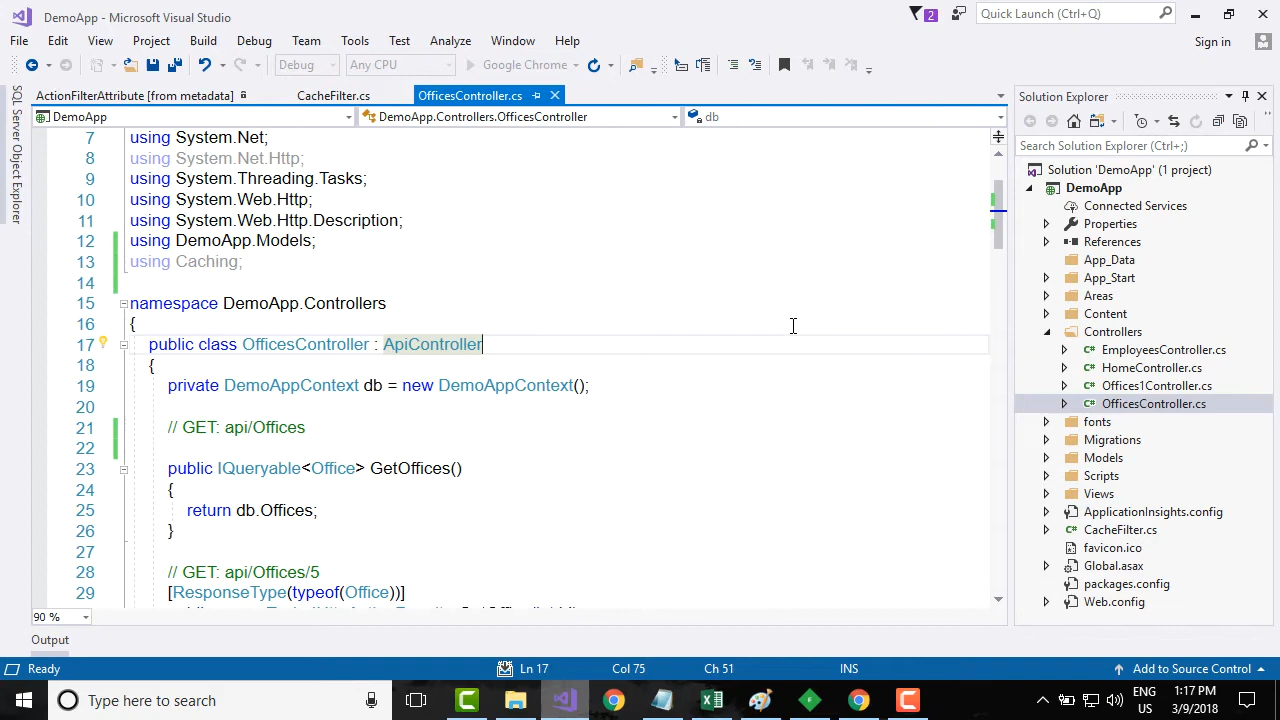 DemoApp - Microsoft Visual Studio
2
Quick Launch (Ctrl+Q)
File Edit View Project Build Debug Team Tools Test Analyze Window Help
Sign in
Debug Any CPU Google Chrome
SQL Server Object Explorer
ActionFilterAttribute [from metadata] CacheFilter.cs OfficesController.cs
DemoApp DemoApp.Controllers.OfficesController db
7 using System.Net;
8 using System.Net.Http;
9 using System.Threading.Tasks;
10 using System.Web.Http;
11 using System.Web.Http.Description;
12 using DemoApp.Models;
13 using Caching;
14
15 namespace DemoApp.Controllers
16 {
17 public class OfficesController : ApiController
18 {
19 private DemoAppContext db = new DemoAppContext();
20
21 // GET: api/Offices
22
23 public IQueryable<Office> GetOffices()
24 {
25 return db.Offices;
26 }
27
28 // GET: api/Offices/5
29 [ResponseType(typeof(Office))]
90 %
Solution Explorer
Search Solution Explorer (Ctrl+;)
Solution 'DemoApp' (1 project)
DemoApp
Connected Services
Properties
References
App_Data
App_Start
Areas
Content
Controllers
C# EmployeesController.cs
C# HomeController.cs
C# Offices1Controller.cs
C# OfficesController.cs
fonts
Migrations
Models
Scripts
Views
ApplicationInsights.config
C# CacheFilter.cs
favicon.ico
Global.asax
packages.config
Web.config
Output
Ready Ln 17 Col 75 Ch 51 INS Add to Source Control
Type here to search
ENG
US
1:17 PM
3/9/2018